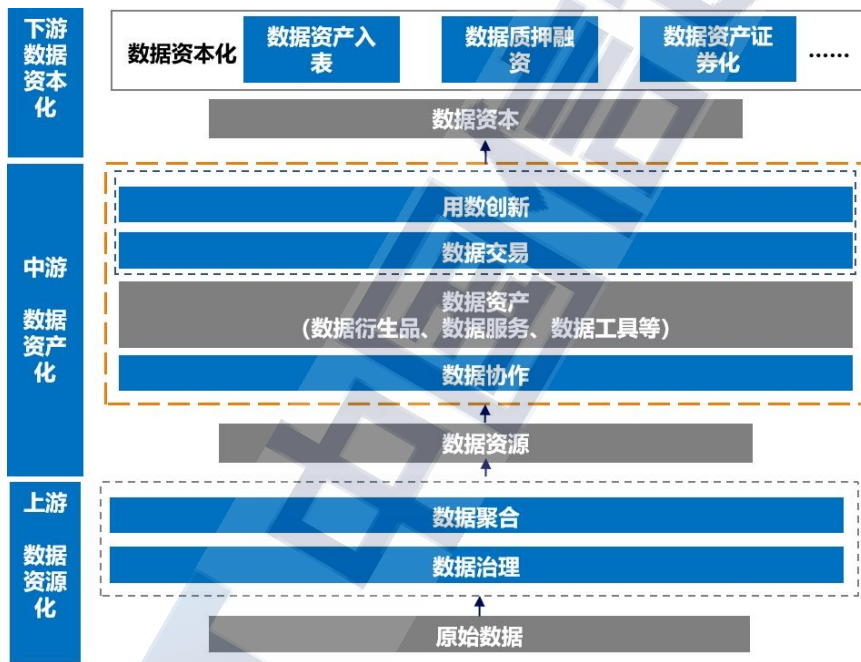 下游
数据
资本
化
数据资本化
数据资产入
表
数据质押融
资
数据资产证
券化
……
数据资本
中游
数据
资产
化
用数创新
数据交易
数据资产
（数据衍生品、数据服务、数据工具等）
数据协作
数据资源
上游
数据
资源
化
数据聚合
数据治理
原始数据